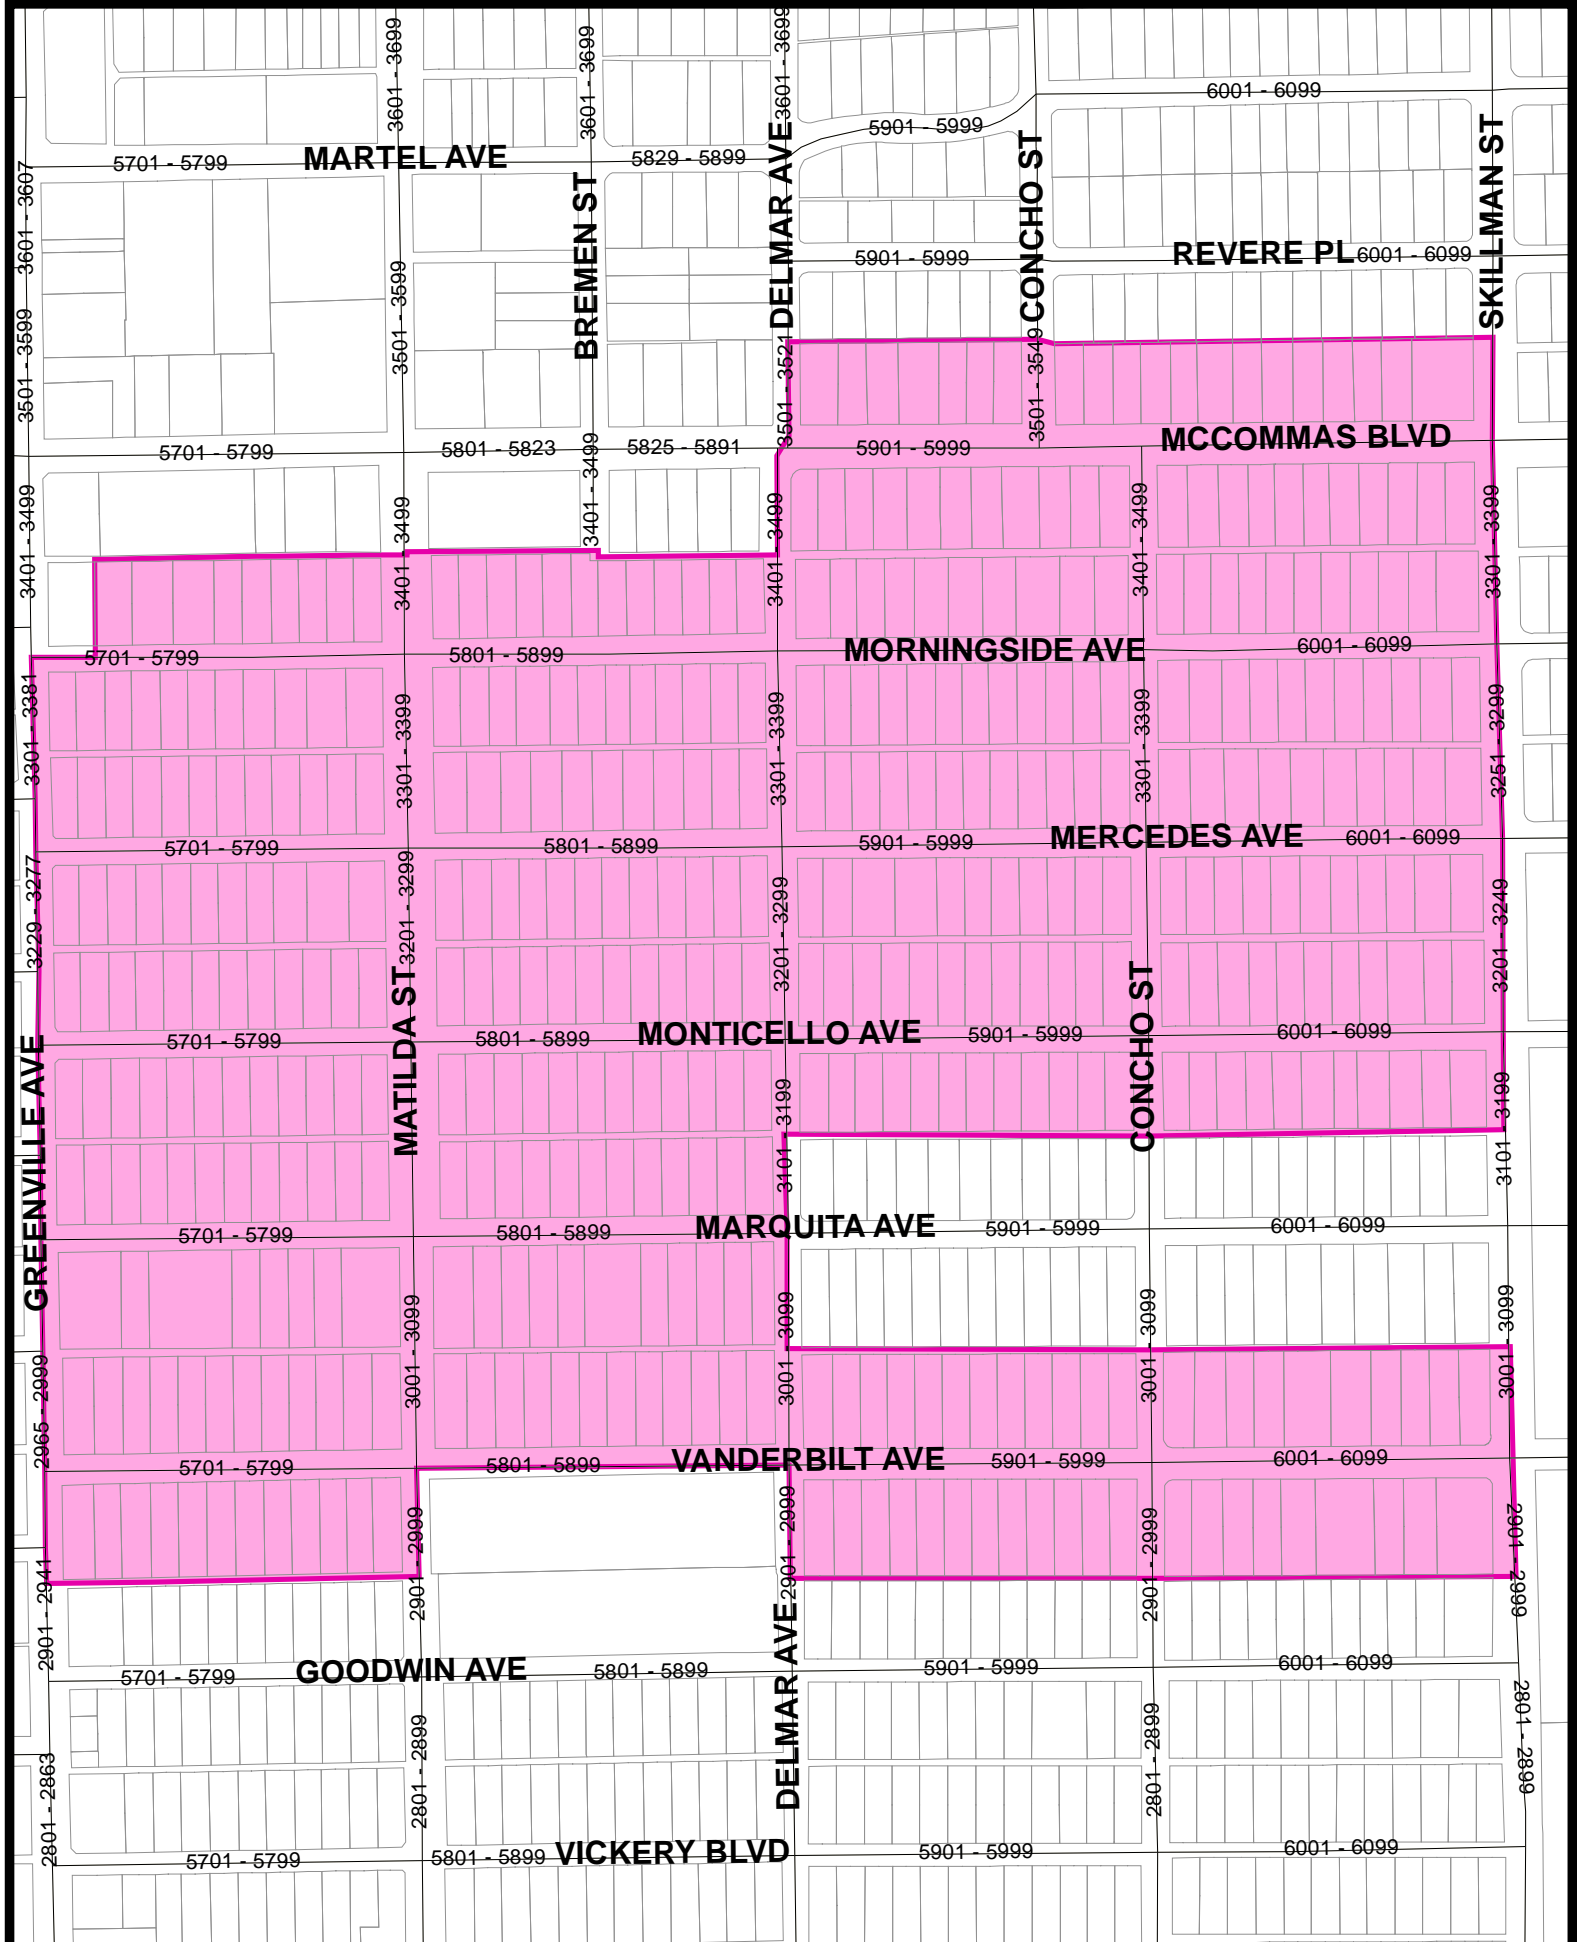 3601 - 3699
3601 - 3699
3601 - 3699
6001 - 6099
5901 - 5999
5701 - 5799
MARTEL AVE
5829 - 5899
DELMAR AVE
CONCHO ST
SKILLMAN ST
3601 - 3607
BREMEN ST
5901 - 5999
REVERE PL
6001 - 6099
3501 - 3599
3501 - 3599
3501 - 3521
3501 - 3549
5701 - 5799
5801 - 5823
5825 - 5891
5901 - 5999
MCCOMMAS BLVD
3401 - 3499
3401 - 3499
3401 - 3499
3401 - 3499
3401 - 3499
3301 - 3399
5701 - 5799
5801 - 5899
MORNINGSIDE AVE
6001 - 6099
3301 - 3381
3301 - 3399
3301 - 3399
3301 - 3399
3251 - 3299
5701 - 5799
5801 - 5899
5901 - 5999
MERCEDES AVE
6001 - 6099
3229 - 3277
3201 - 3299
3201 - 3299
3201 - 3249
MATILDA ST
CONCHO ST
5701 - 5799
5801 - 5899
MONTICELLO AVE
5901 - 5999
6001 - 6099
GREENVILLE AVE
3101 - 3199
3101 - 3199
5701 - 5799
5801 - 5899
MARQUITA AVE
5901 - 5999
6001 - 6099
3001 - 3099
3001 - 3099
3001 - 3099
3001 - 3099
2965 - 2999
5701 - 5799
5801 - 5899
VANDERBILT AVE
5901 - 5999
6001 - 6099
2901 - 2941
2901 - 2999
2901 - 2999
2901 - 2999
2901 - 2999
5701 - 5799
GOODWIN AVE
5801 - 5899
DELMAR AVE
5901 - 5999
6001 - 6099
2801 - 2863
2801 - 2899
2801 - 2899
2801 - 2899
5701 - 5799
5801 - 5899
VICKERY BLVD
5901 - 5999
6001 - 6099